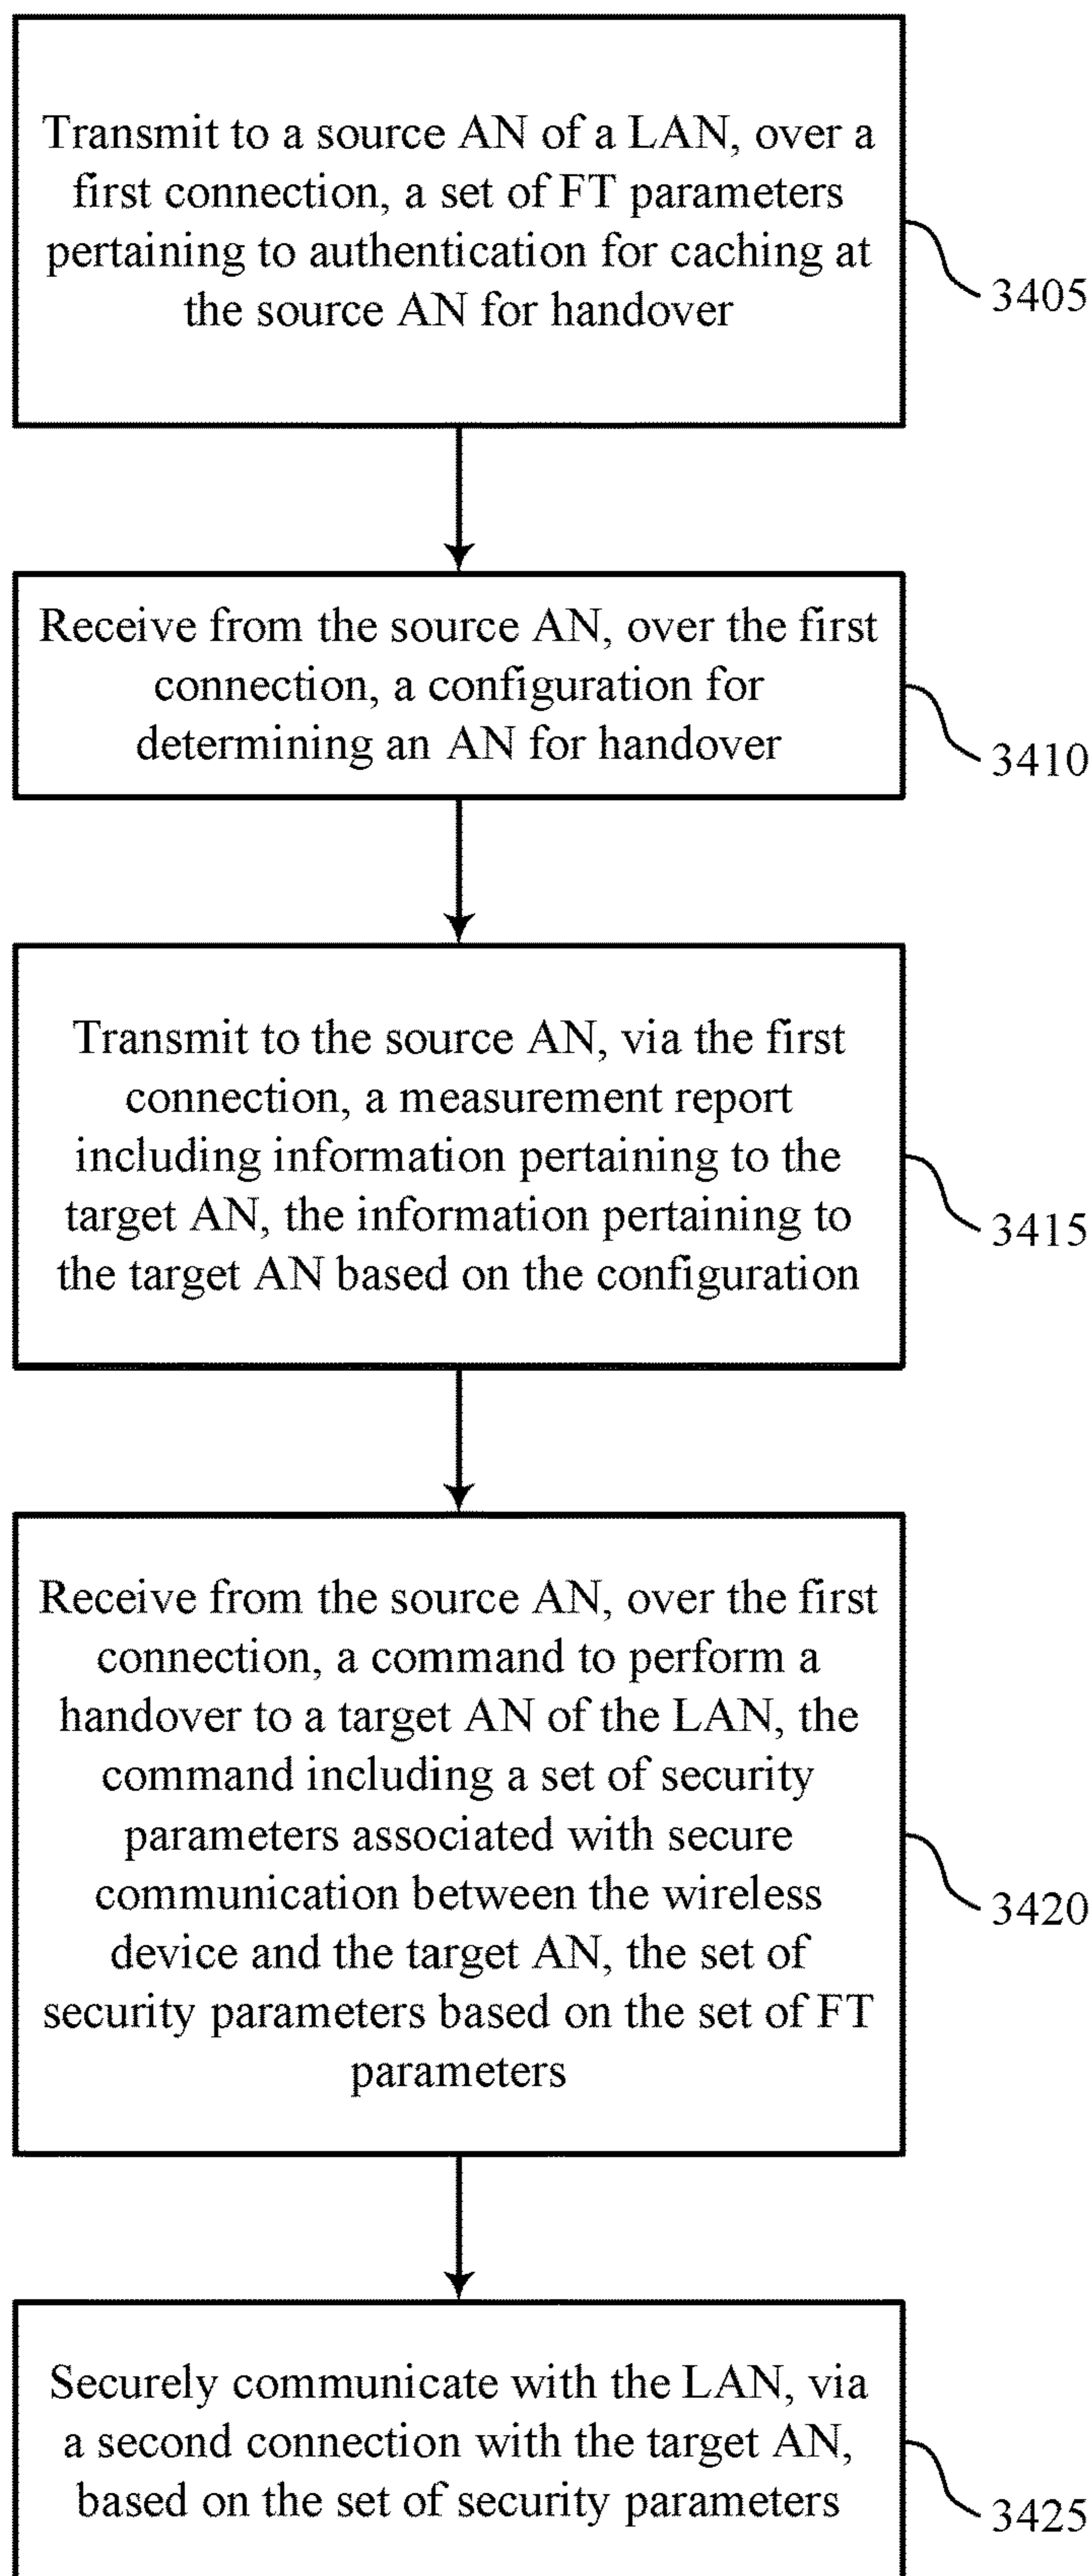 Transmit to a source AN of a LAN, over a
first connection, a set of FT parameters
pertaining to authentication for caching at
the source AN for handover
3405
Receive from the source AN, over the first
connection, a configuration for
determining an AN for handover
3410
Transmit to the source AN, via the first
connection, a measurement report
including information pertaining to the
target AN, the information pertaining to
the target AN based on the configuration
3415
Receive from the source AN, over the first
connection, a command to perform a
handover to a target AN of the LAN, the
command including a set of security
parameters associated with secure
communication between the wireless
device and the target AN, the set of
security parameters based on the set of FT
parameters
3420
Securely communicate with the LAN, via
a second connection with the target AN,
based on the set of security parameters
3425